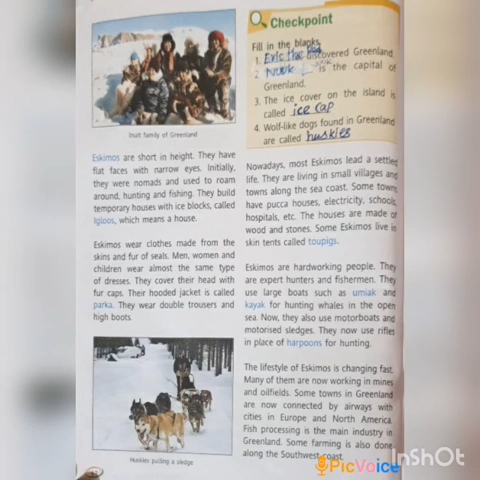 Inuit family of Greenland
Eskimos are short in height. They have
flat faces with narrow eyes. Initially,
they were nomads and used to roam
around, hunting and fishing. They build
temporary houses with ice blocks, called
Igloos, which means a house.
Eskimos wear clothes made from the
skins and fur of seals. Men, women and
children wear almost the same type
of dresses. They cover their head with
fur caps. Their hooded jacket is called
parka. They wear double trousers and
high boots.
Huskies pulling a sledge
Checkpoint
Fill in the blanks.
1. Eric the Red discovered Greenland.
2. Nuuk is the capital of
Greenland.
3. The ice cover on the island is
called ice cap
4. Wolf-like dogs found in Greenland
are called huskies
Nowadays, most Eskimos lead a settled
life. They are living in small villages and
towns along the sea coast. Some towns
have pucca houses, electricity, schools,
hospitals, etc. The houses are made of
wood and stones. Some Eskimos live in
skin tents called toupigs.
Eskimos are hardworking people. They
are expert hunters and fishermen. They
use large boats such as umiak and
kayak for hunting whales in the open
sea. Now, they also use motorboats and
motorised sledges. They now use rifles
in place of harpoons for hunting.
The lifestyle of Eskimos is changing fast.
Many of them are now working in mines
and oilfields. Some towns in Greenland
are now connected by airways with
cities in Europe and North America.
Fish processing is the main industry in
Greenland. Some farming is also done
along the Southwest coast.
PicVoice
InShOt